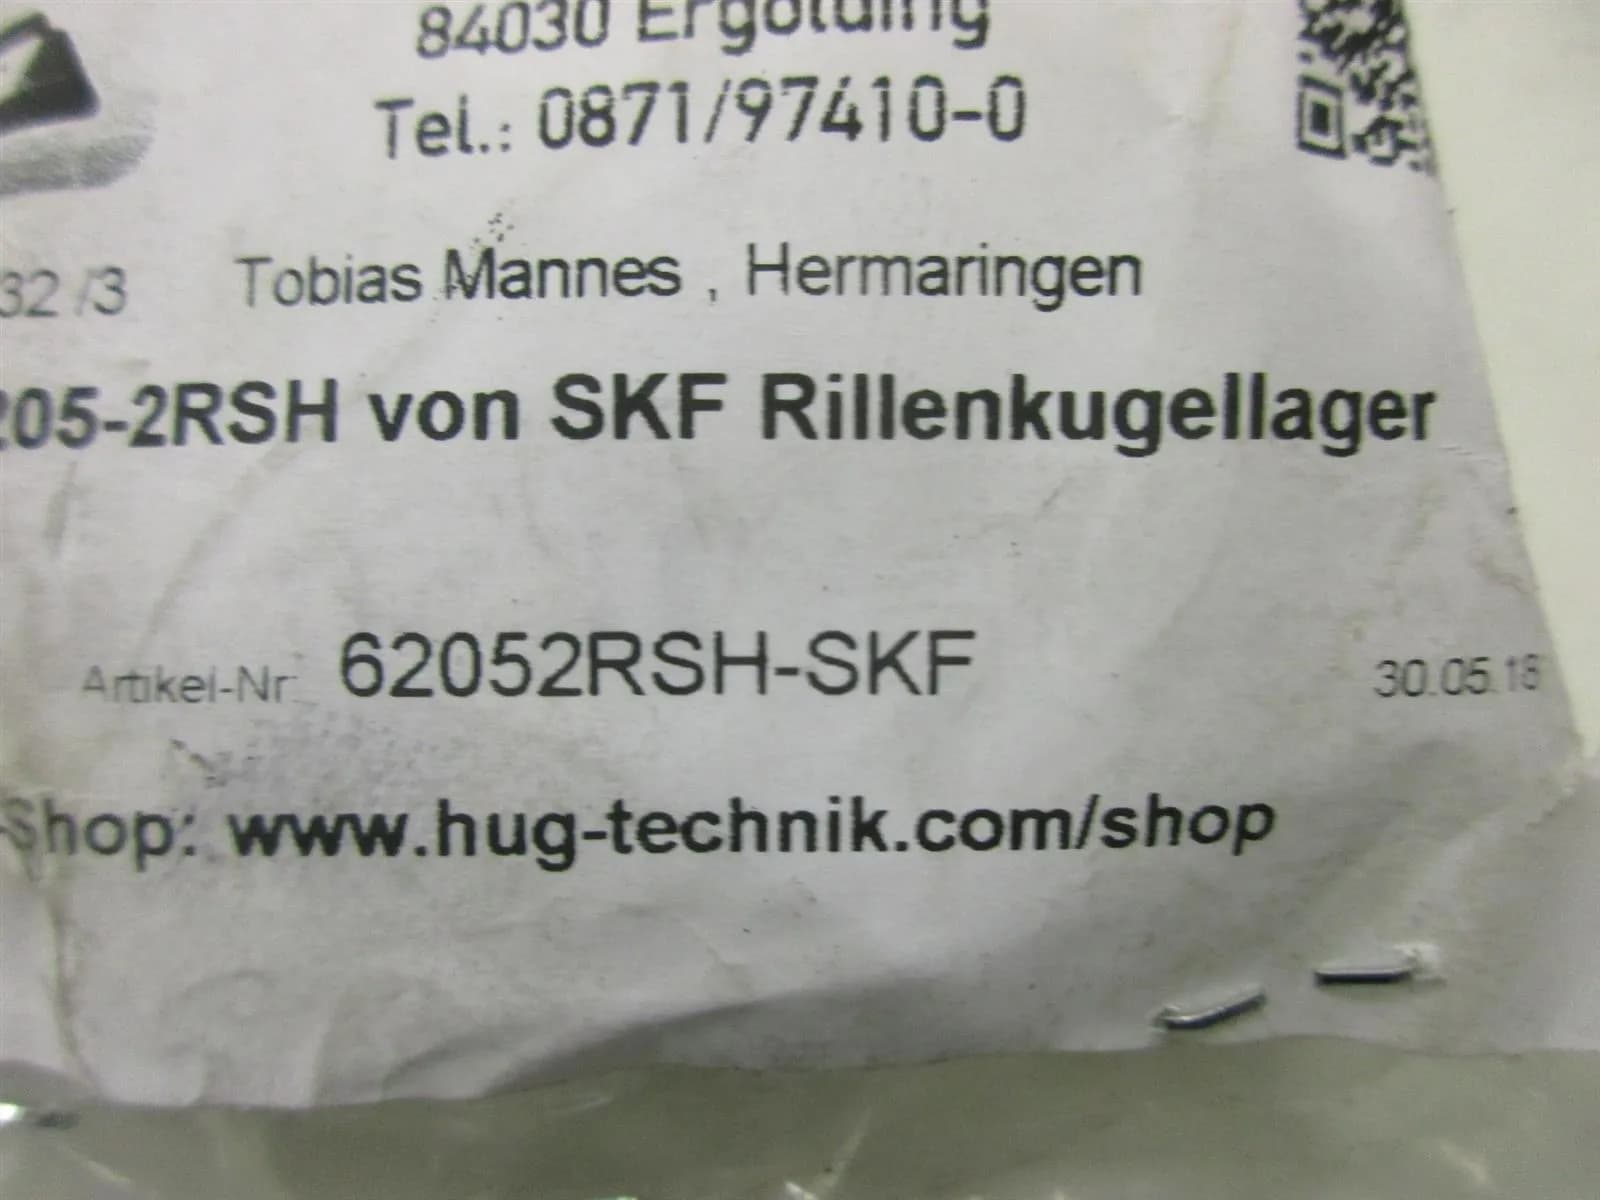 84030 Ergolding
Tel.: 0871/97410-0
32 /3 Tobias Mannes , Hermaringen
205-2RSH von SKF Rillenkugellager
Artikel-Nr. 62052RSH-SKF 30.05.18
-Shop: www.hug-technik.com/shop